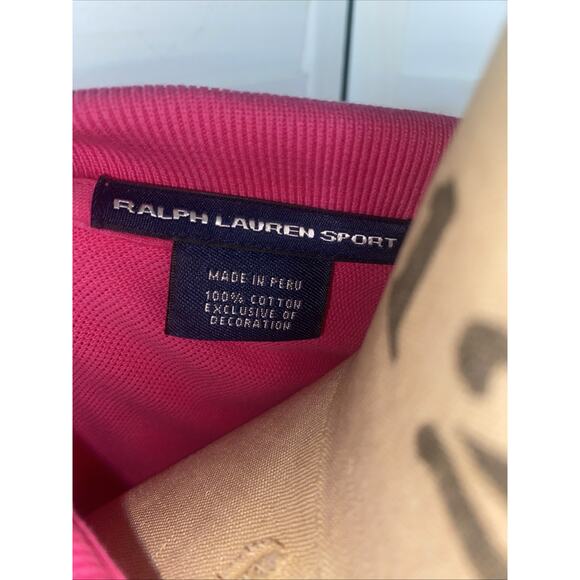 RALPH LAUREN SPORT
MADE IN PERU
100% COTTON
EXCLUSIVE OF
DECORATION